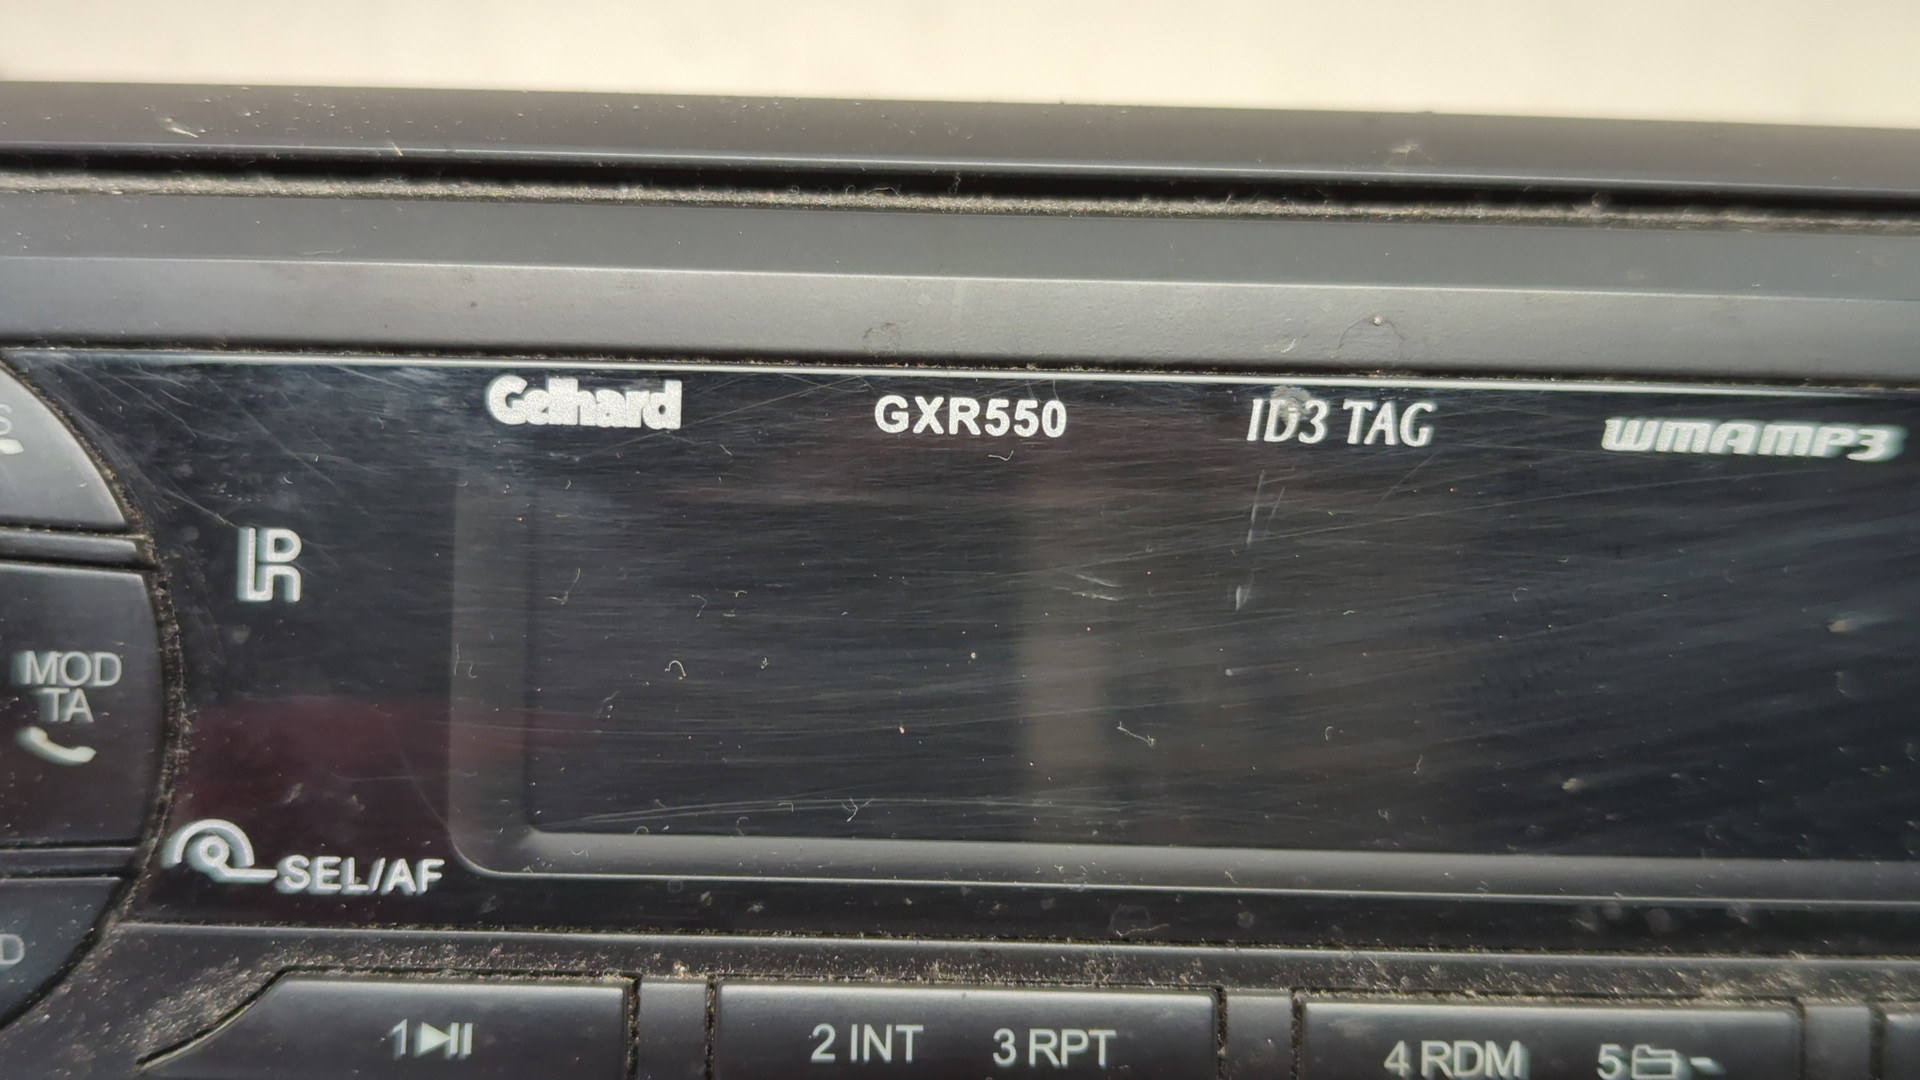 Gelhard GXR550 ID3 TAG WMAMP3
S
MOD
TA
SEL/AF
D
1 2 INT 3 RPT 4 RDM 5 -